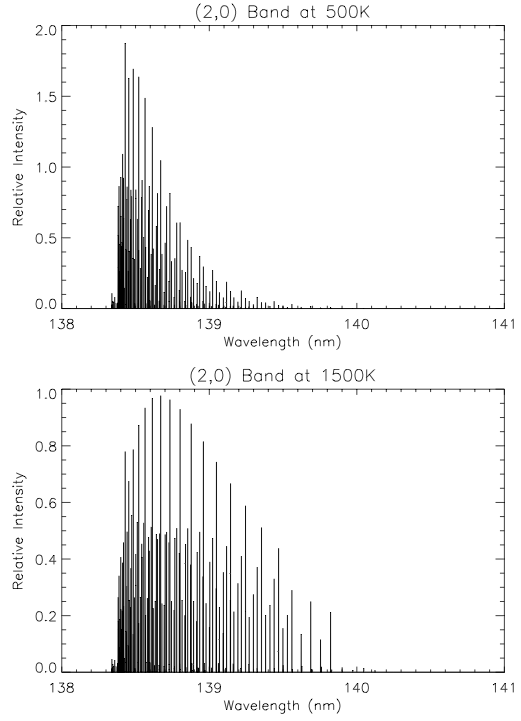 (2,0) Band at 500K
2.0
1.5
1.0
0.5
0.0
Relative Intensity
138 139 140 141
Wavelength (nm)
(2,0) Band at 1500K
1.0
0.8
0.6
0.4
0.2
0.0
Relative Intensity
138 139 140 141
Wavelength (nm)